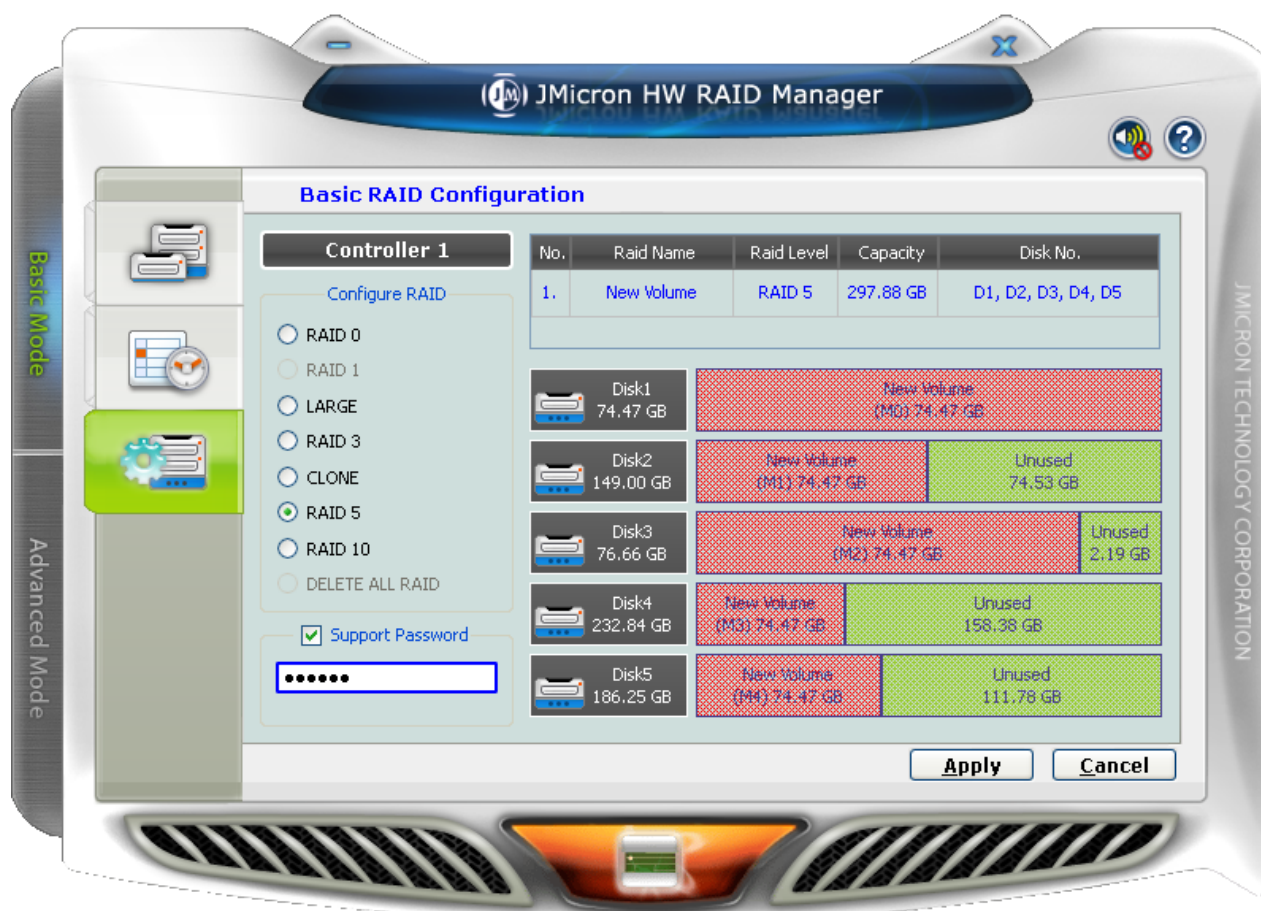 JM JMicron HW RAID Manager
Basic RAID Configuration
Basic Mode
Advanced Mode
Controller 1
Configure RAID
RAID 0
RAID 1
LARGE
RAID 3
CLONE
RAID 5
RAID 10
DELETE ALL RAID
Support Password
••••••
No. Raid Name Raid Level Capacity Disk No.
1. New Volume RAID 5 297.88 GB D1, D2, D3, D4, D5
Disk1 New Volume
74.47 GB (M0) 74.47 GB
Disk2 New Volume Unused
149.00 GB (M1) 74.47 GB 74.53 GB
Disk3 New Volume Unused
76.66 GB (M2) 74.47 GB 2.19 GB
Disk4 New Volume Unused
232.84 GB (M3) 74.47 GB 158.38 GB
Disk5 New Volume Unused
186.25 GB (M4) 74.47 GB 111.78 GB
Apply Cancel
JMICRON TECHNOLOGY CORPORATION